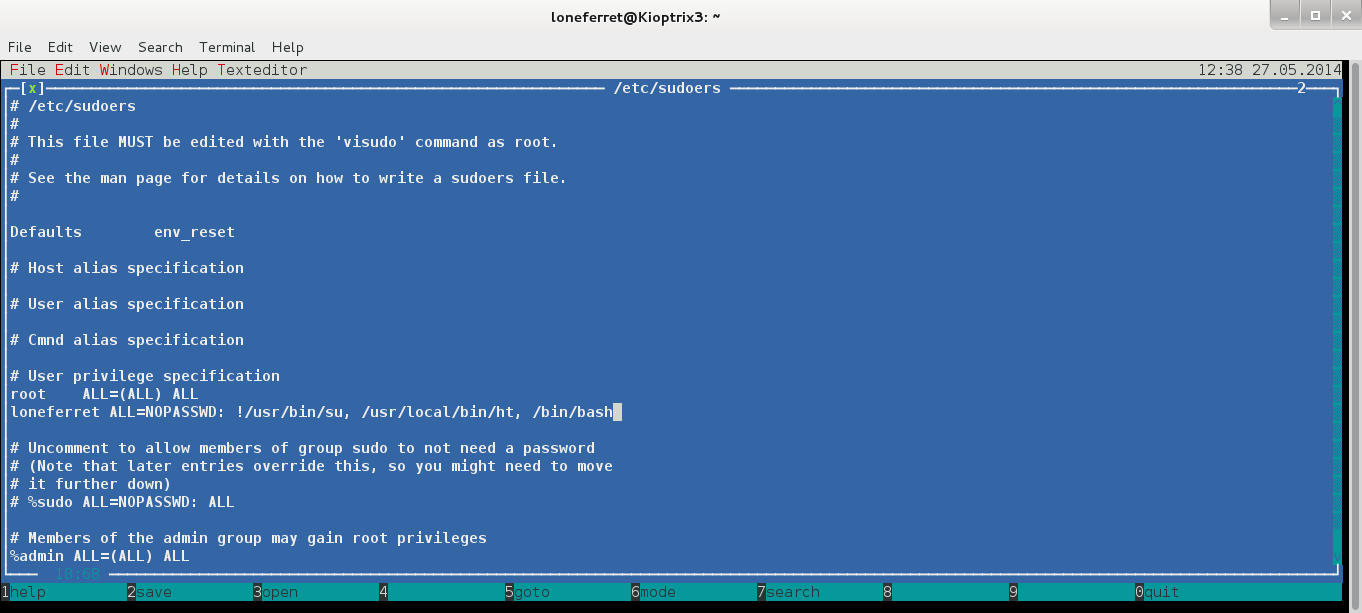 loneferret@Kioptrix3: ~
File Edit View Search Terminal Help
File Edit Windows Help Texteditor 12:38 27.05.2014
[x] /etc/sudoers 2
# /etc/sudoers
#
# This file MUST be edited with the 'visudo' command as root.
#
# See the man page for details on how to write a sudoers file.
#
Defaults        env_reset
# Host alias specification
# User alias specification
# Cmnd alias specification
# User privilege specification
root    ALL=(ALL) ALL
loneferret ALL=NOPASSWD: !/usr/bin/su, /usr/local/bin/ht, /bin/bash
# Uncomment to allow members of group sudo to not need a password
# (Note that later entries override this, so you might need to move
# it further down)
# %sudo ALL=NOPASSWD: ALL
# Members of the admin group may gain root privileges
%admin ALL=(ALL) ALL
18:68
1help 2save 3open 4 5goto 6mode 7search 8 9 0quit